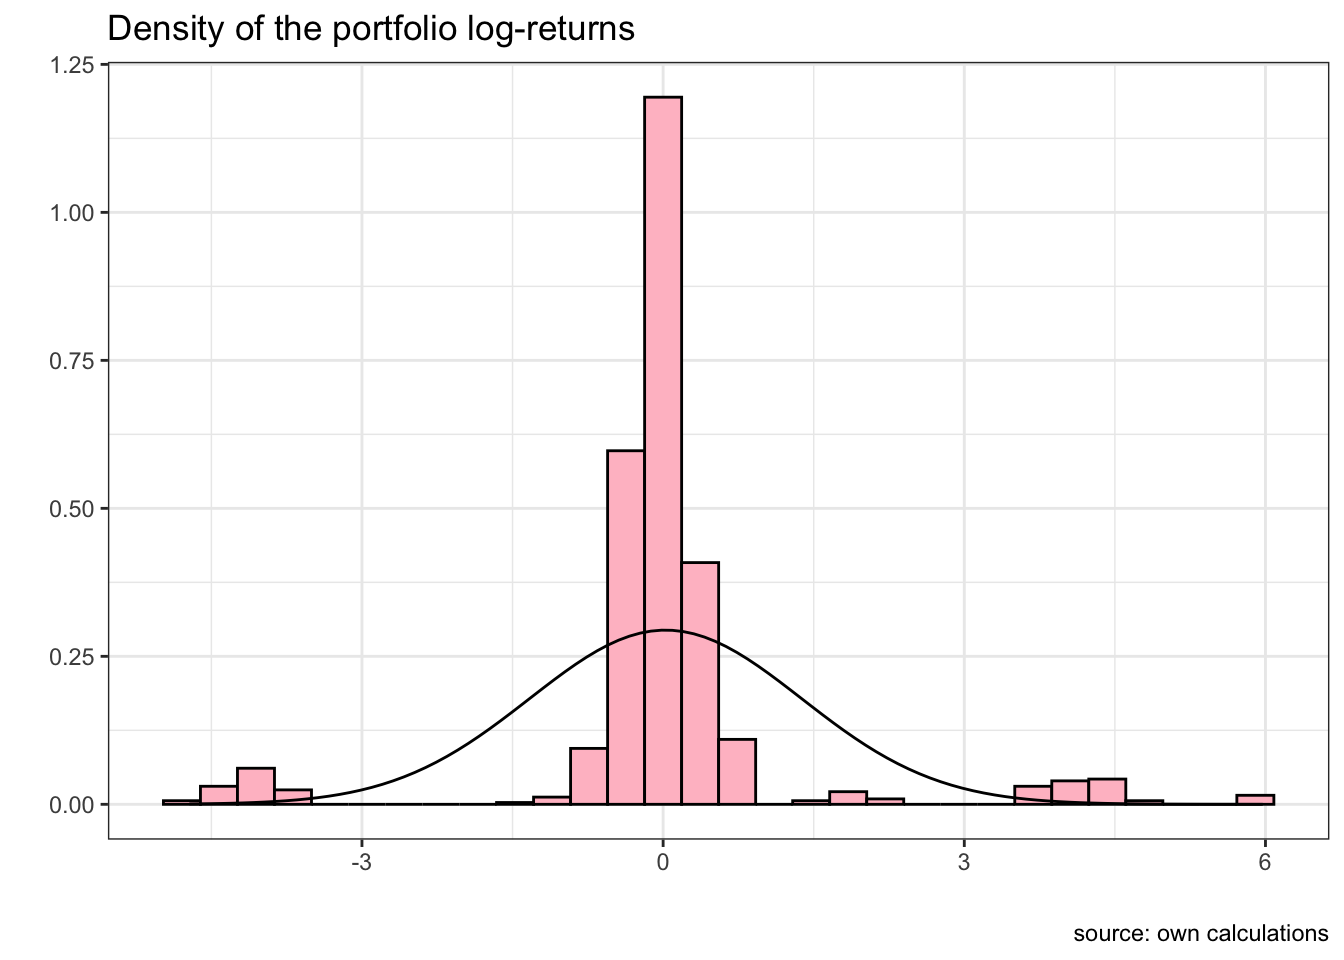 Density of the portfolio log-returns
1.25
1.00
0.75
0.50
0.25
0.00
-3 0 3 6
source: own calculations